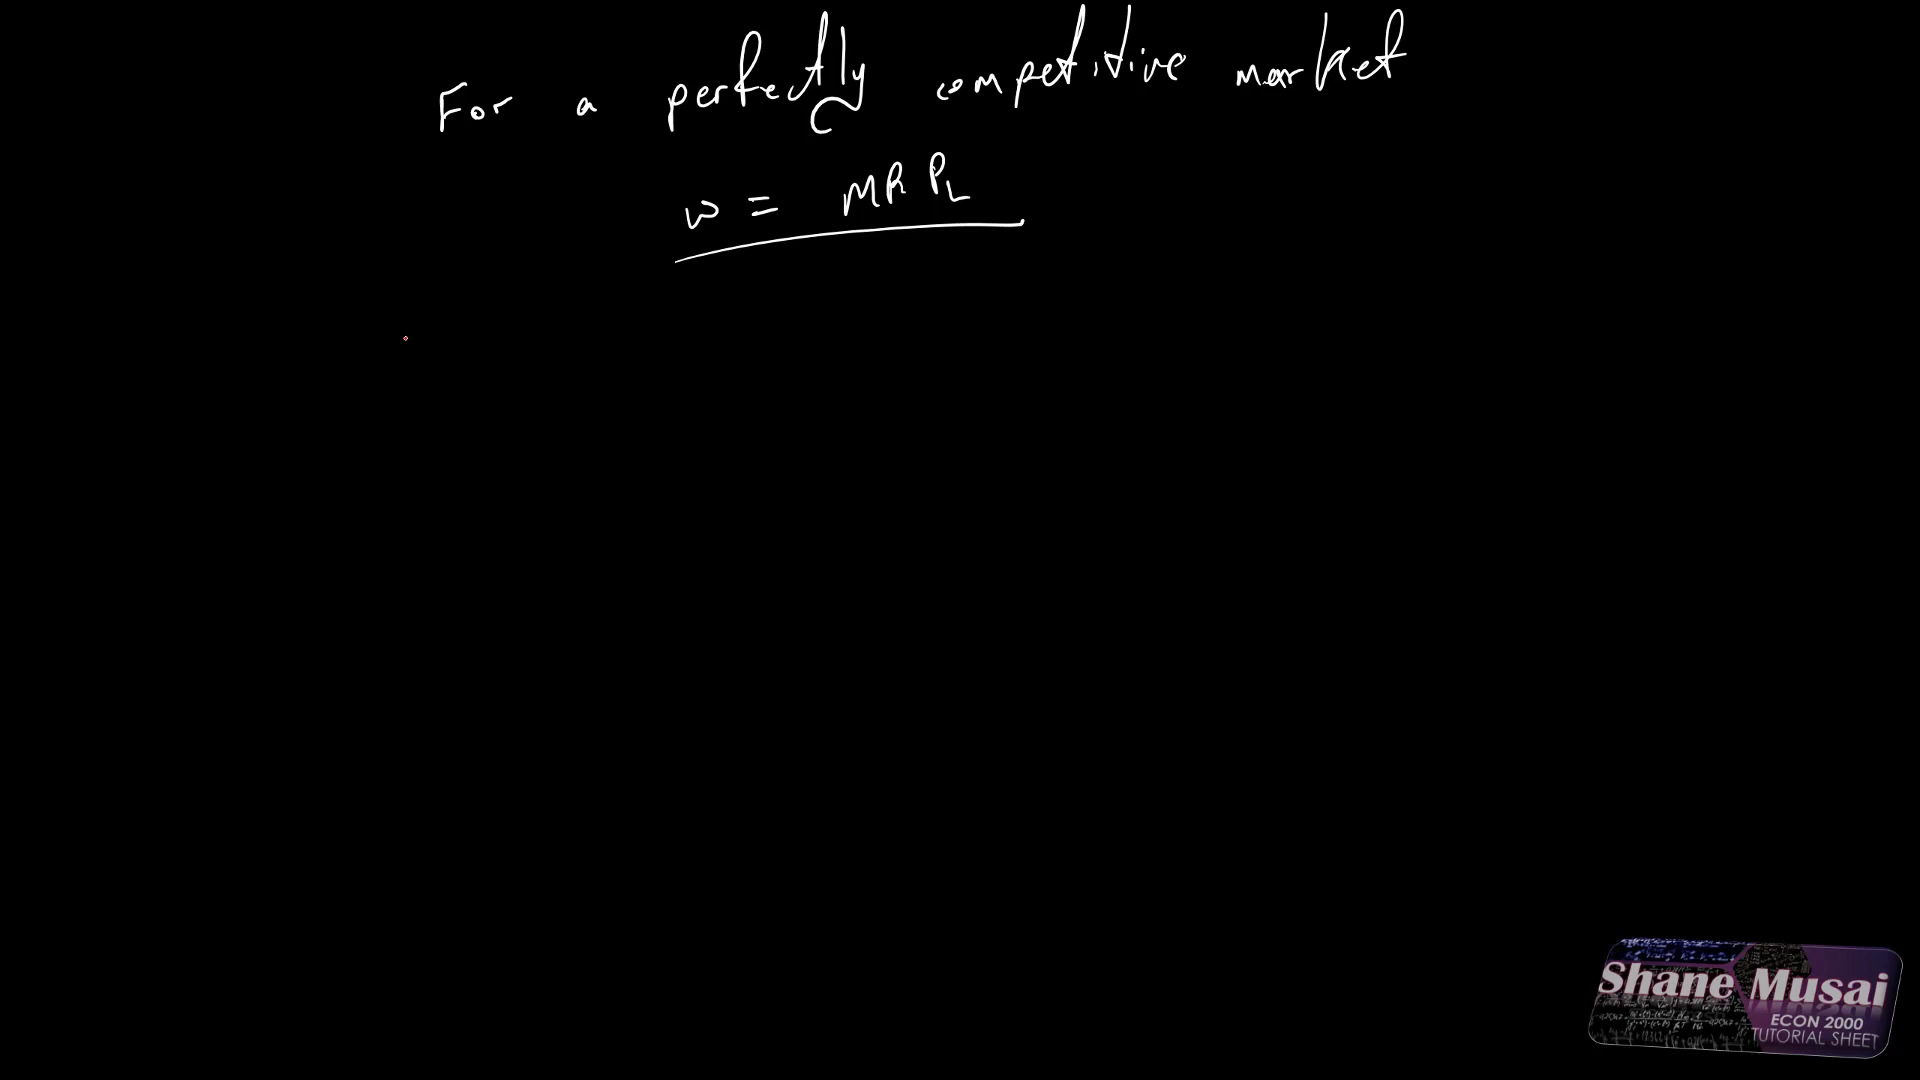 For a perfectly competitive market
w = MRPL
Shane Musai
ECON 2000
TUTORIAL SHEET